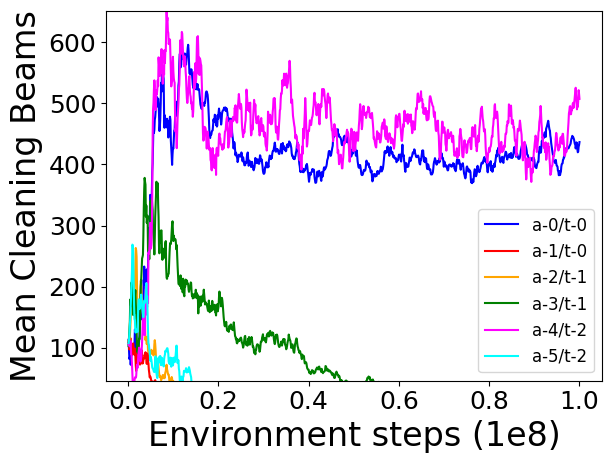 Mean Cleaning Beams
600
500
400
300
200
100
0.0 0.2 0.4 0.6 0.8 1.0
Environment steps (1e8)
a-0/t-0
a-1/t-0
a-2/t-1
a-3/t-1
a-4/t-2
a-5/t-2